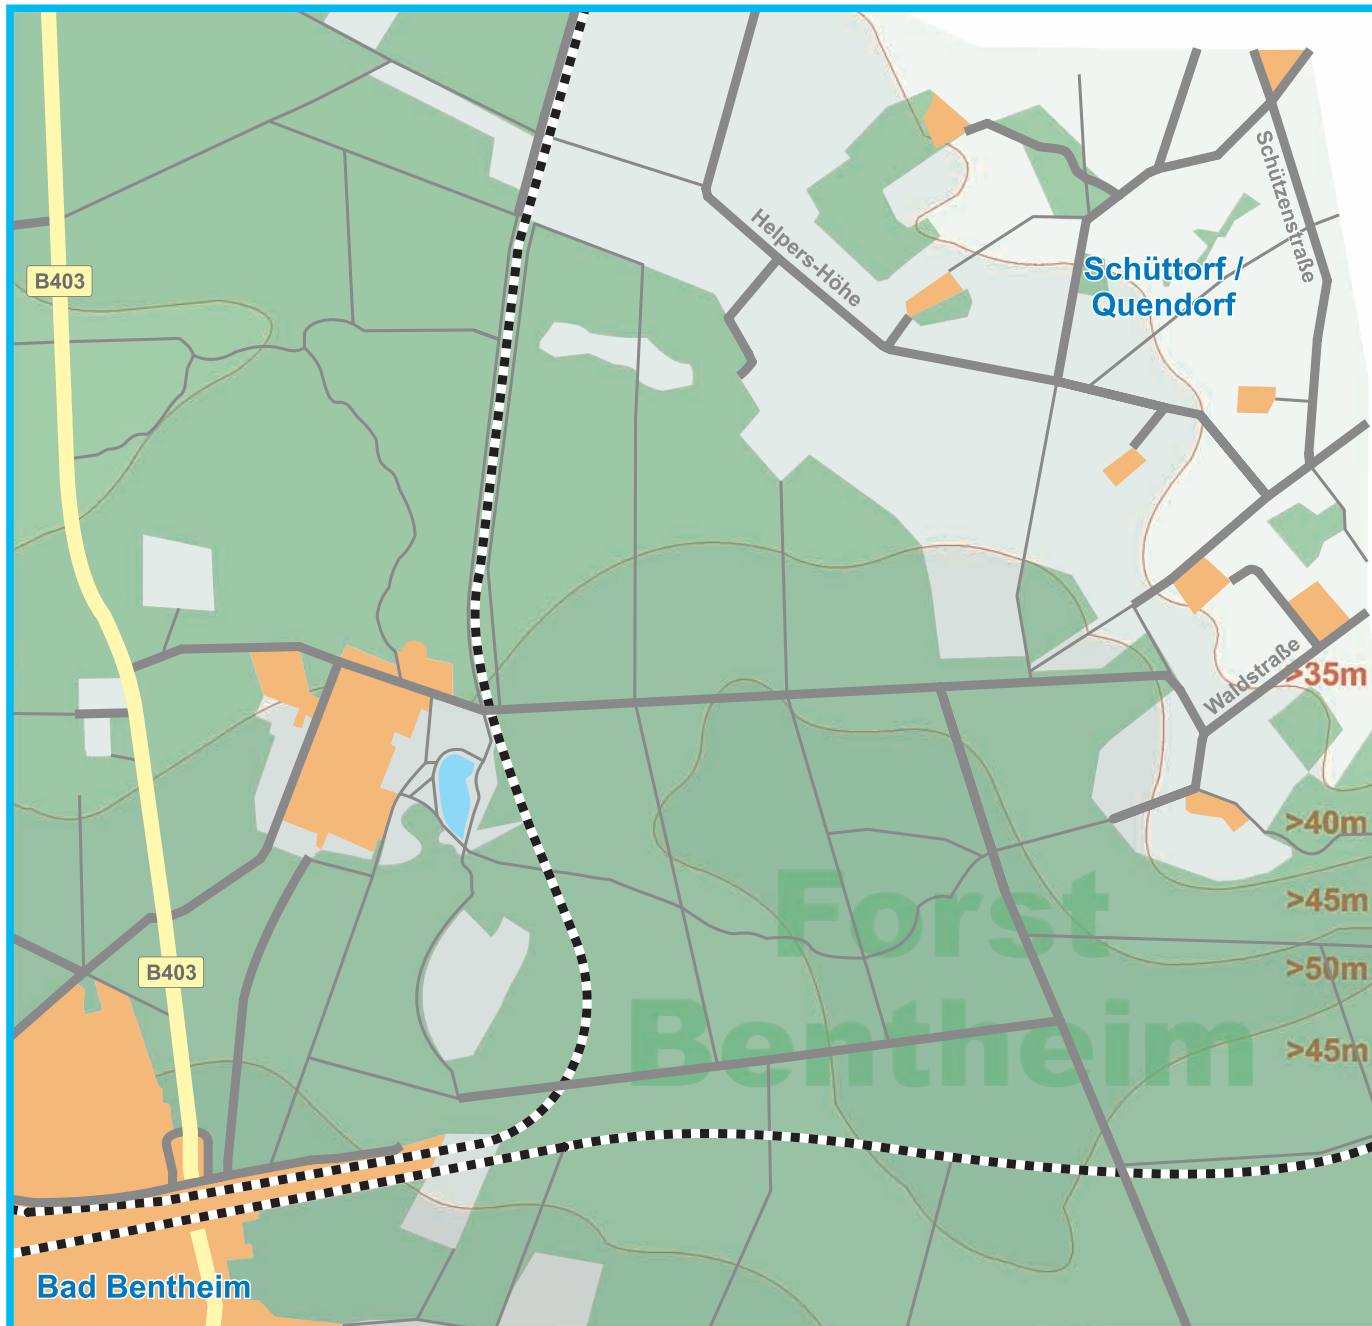 Schützenstraße
Helpers-Höhe
B403
Schüttorf /
Quendorf
Waldstraße
>35m
>40m
Forst
>45m
B403
>50m
Bentheim
>45m
Bad Bentheim